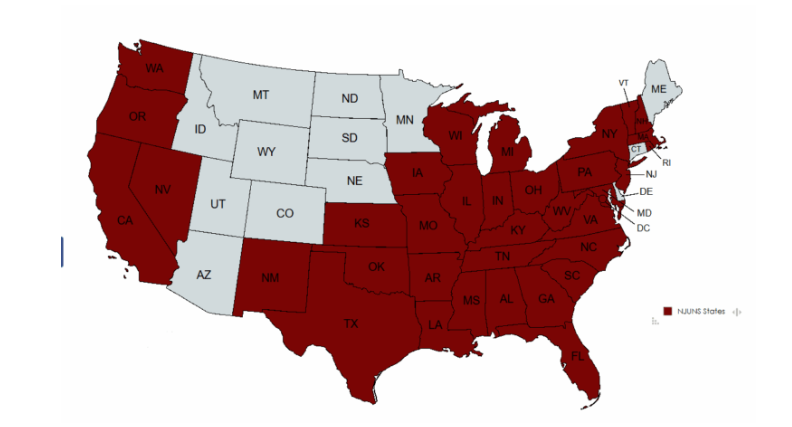 WA
MT
ND
MN
ME
VT
OR
ID
SD
WY
WI
MI
NY
NH
MA
CT
RI
NV
UT
CO
NE
IA
IL
IN
OH
PA
NJ
DE
MD
DC
CA
KS
MO
KY
WV
VA
AZ
NM
OK
AR
TN
NC
SC
TX
LA
MS
AL
GA
FL
NJUNS States